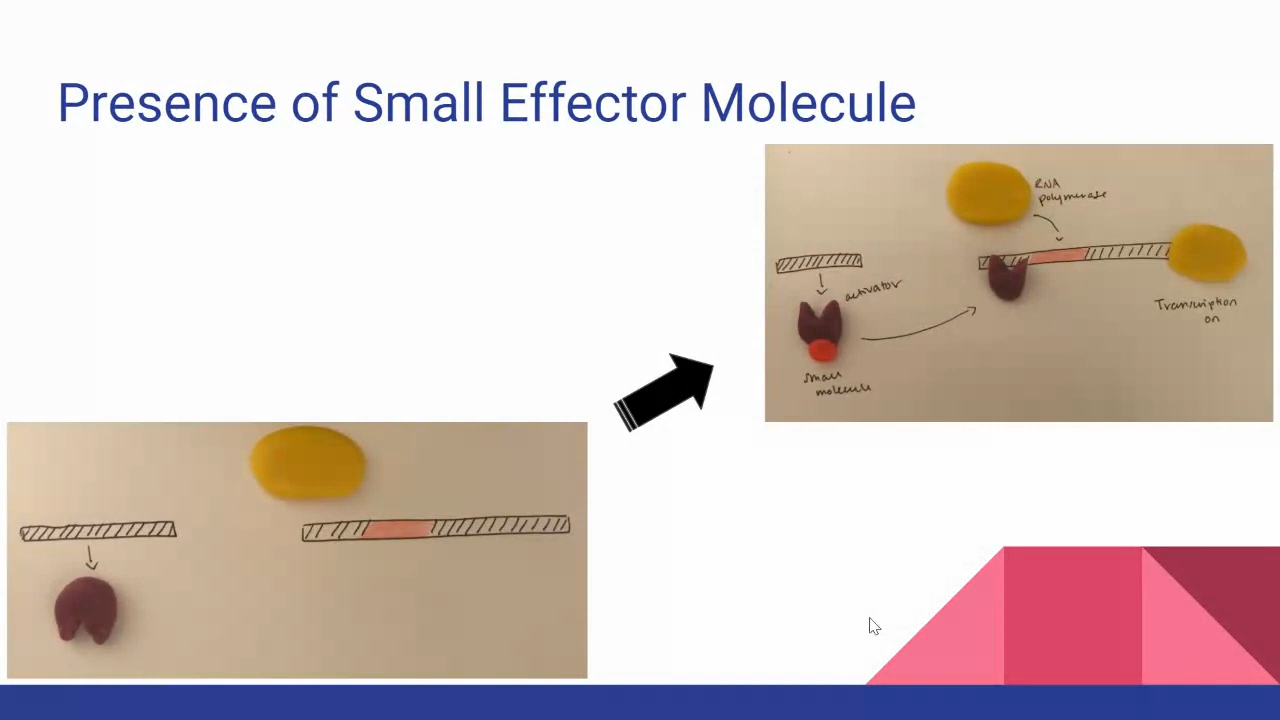 Presence of Small Effector Molecule
RNA
polymerase
activator
small
molecule
Transcription
on